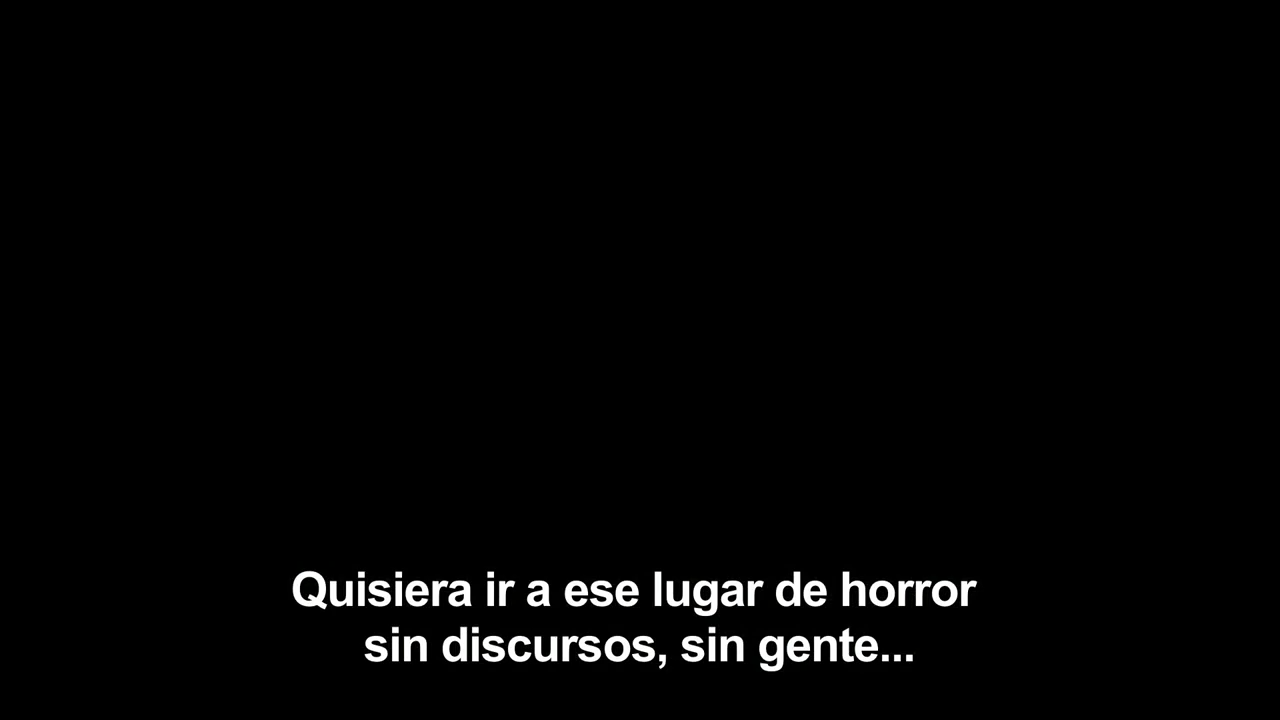 Quisiera ir a ese lugar de horror
sin discursos, sin gente...